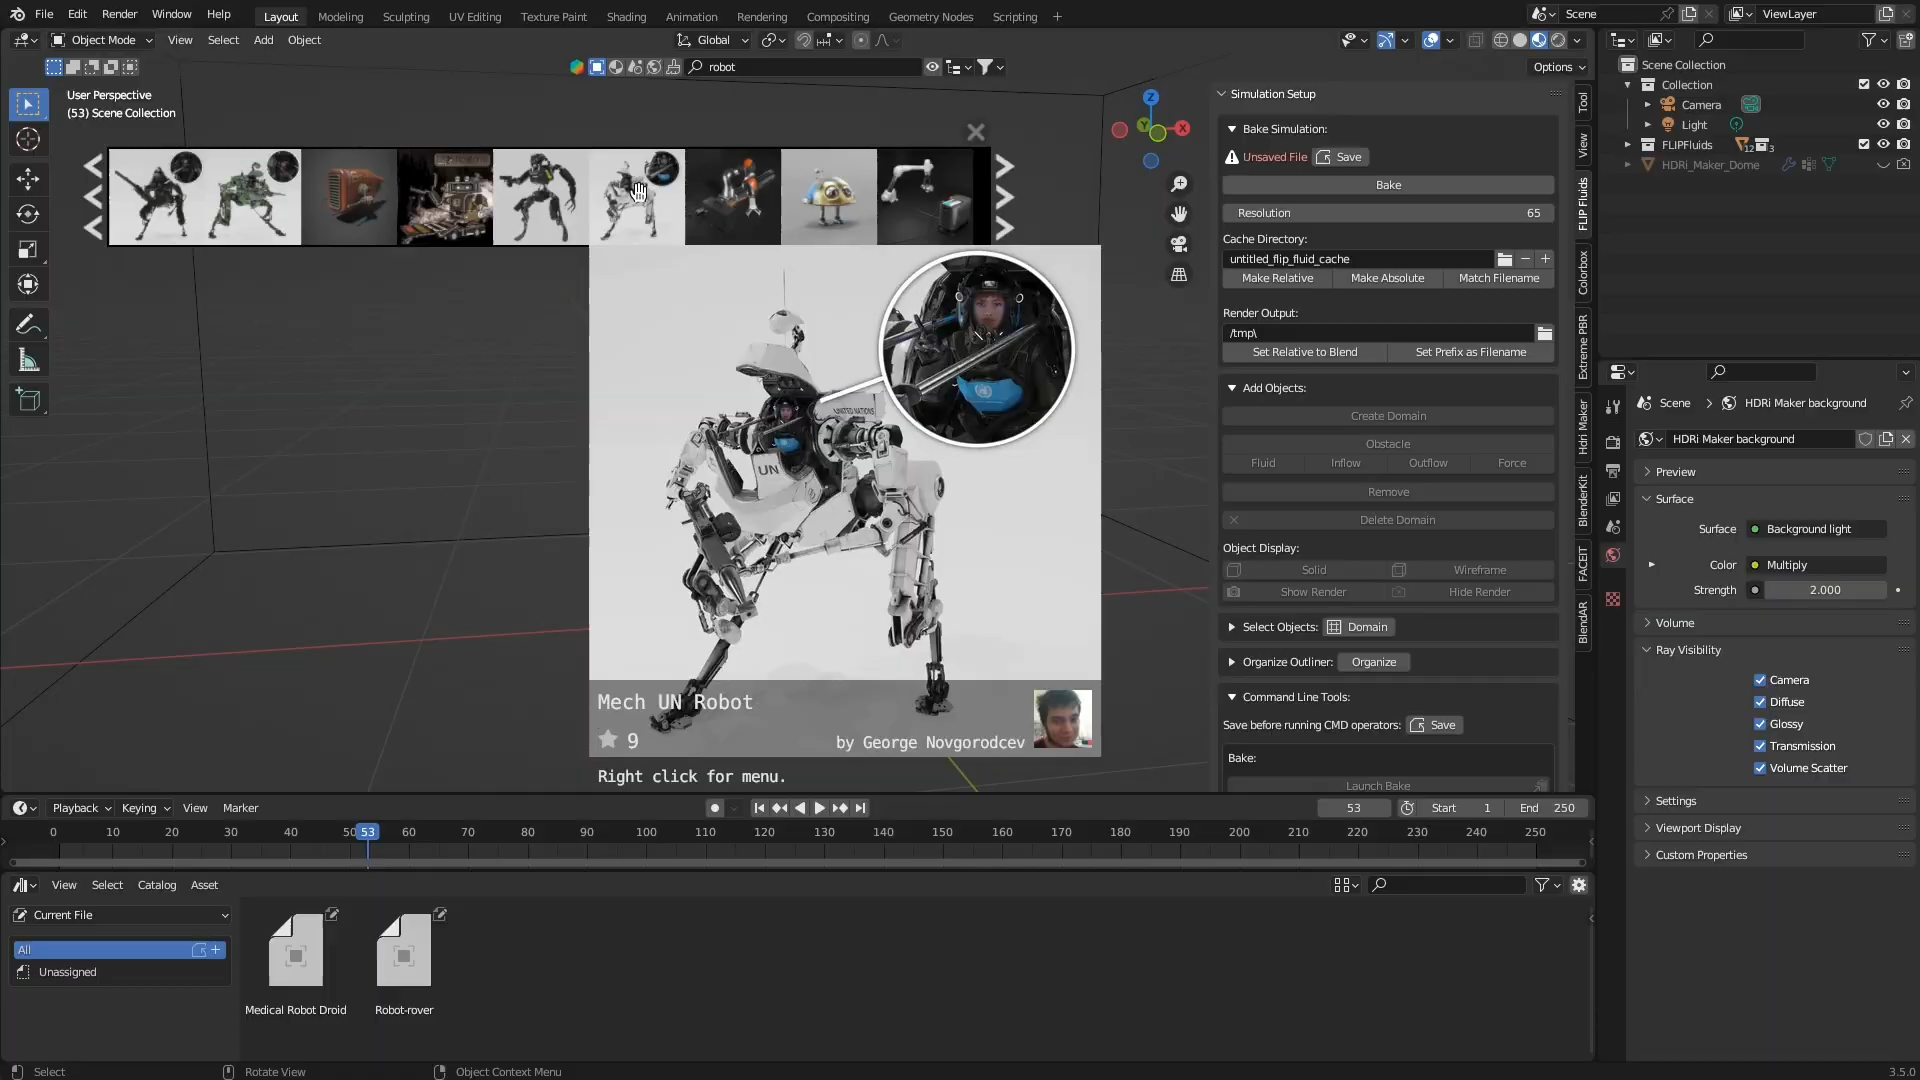 File Edit Render Window Help Layout Modeling Sculpting UV Editing Texture Paint Shading Animation Rendering Compositing Geometry Nodes Scripting + Scene ViewLayer
Object Mode View Select Add Object Global
robot Options
User Perspective
(53) Scene Collection
Z
Y X
UNITED NATIONS
UN
Mech UN Robot
9
by George Novgorodcev
Right click for menu.
Simulation Setup
Bake Simulation:
Unsaved File Save
Bake
Resolution 65
Cache Directory:
untitled_flip_fluid_cache
Make Relative Make Absolute Match Filename
Render Output:
/tmp\
Set Relative to Blend Set Prefix as Filename
Add Objects:
Create Domain
Obstacle
Fluid Inflow Outflow Force
Remove
Delete Domain
Object Display:
Solid Wireframe
Show Render Hide Render
Select Objects: Domain
Organize Outliner: Organize
Command Line Tools:
Save before running CMD operators: Save
Bake:
Launch Bake
Tool
View
FLIP Fluids
Colorbox
Extreme PBR
Hdri Maker
BlenderKit
FACEIT
BlendAR
Scene Collection
Collection
Camera
Light
FLIPFluids 12 3
HDRi_Maker_Dome
Scene > HDRi Maker background
HDRi Maker background
Preview
Surface
Surface Background light
Color Multiply
Strength 2.000
Volume
Ray Visibility
Camera
Diffuse
Glossy
Transmission
Volume Scatter
Settings
Viewport Display
Custom Properties
Playback Keying View Marker 53 Start 1 End 250
0 10 20 30 40 50 53 60 70 80 90 100 110 120 130 140 150 160 170 180 190 200 210 220 230 240 250
View Select Catalog Asset
Current File
All
Unassigned
Medical Robot Droid Robot-rover
Select Rotate View Object Context Menu 3.5.0